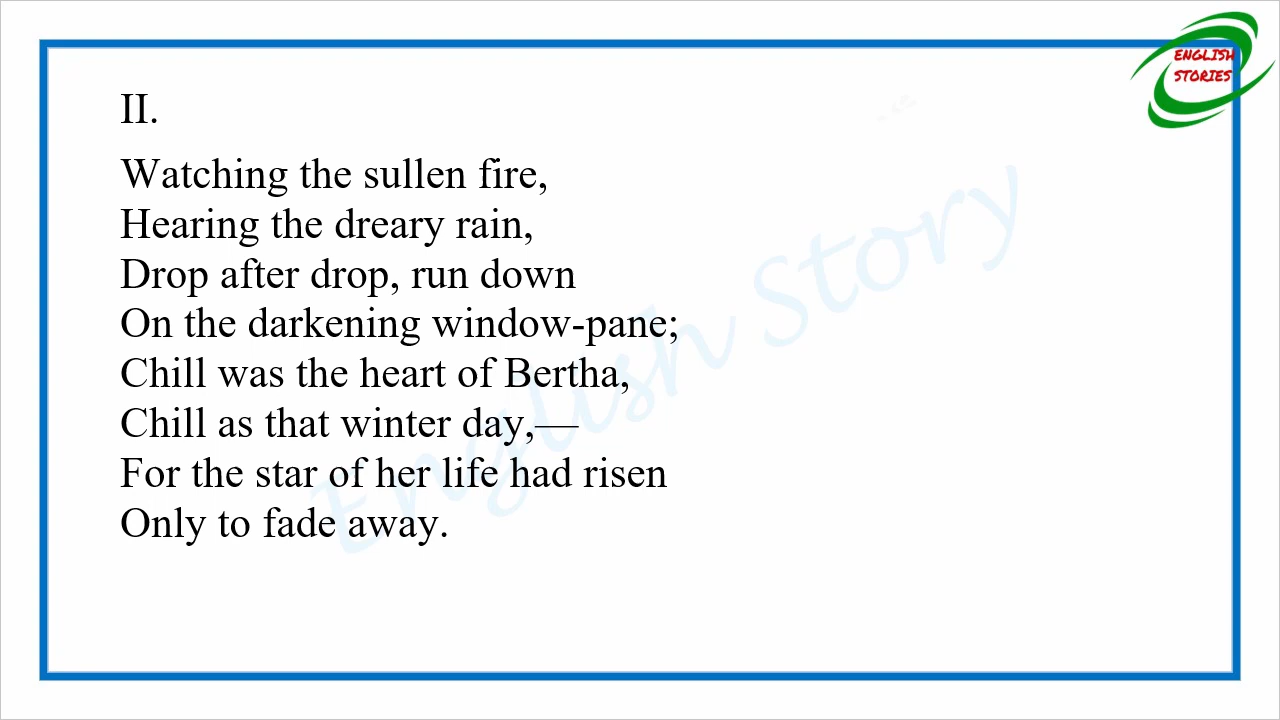 ENGLISH
STORIES
II.
Watching the sullen fire,
Hearing the dreary rain,
Drop after drop, run down
On the darkening window-pane;
Chill was the heart of Bertha,
Chill as that winter day,—
For the star of her life had risen
Only to fade away.
English Story